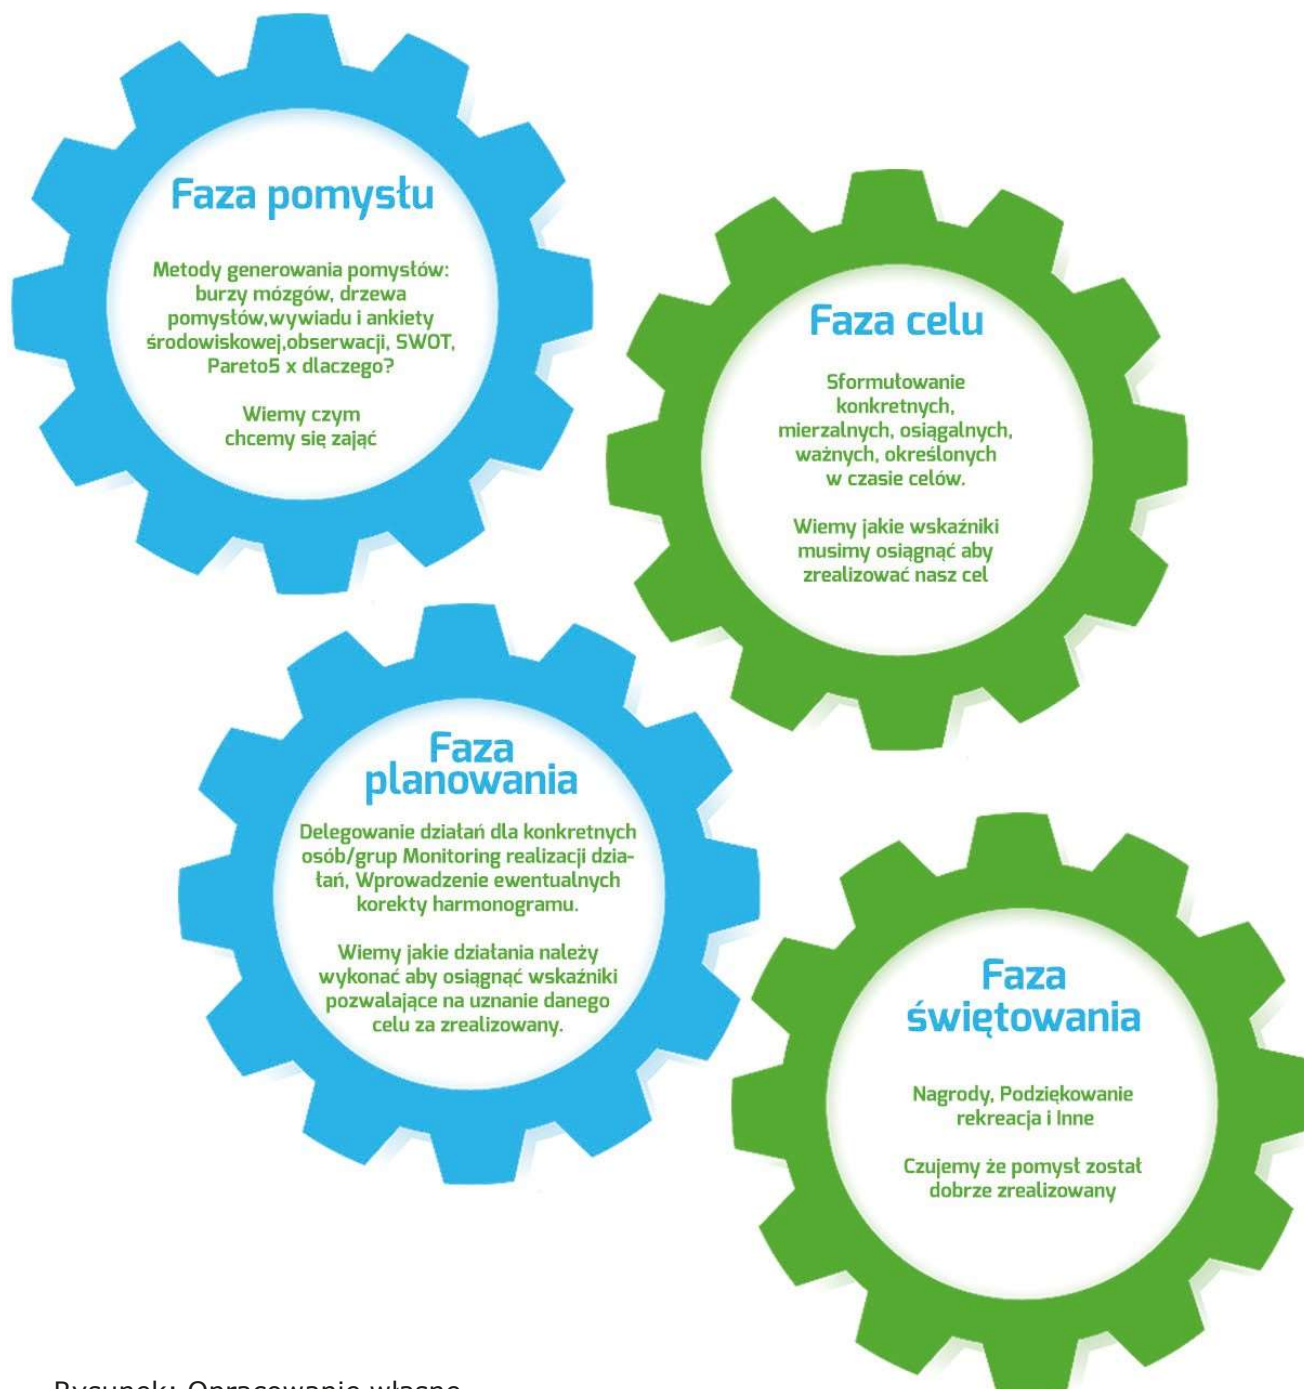 Faza pomysłu
Metody generowania pomysłów:
burzy mózgów, drzewa
pomysłów,wywiadu i ankiety
środowiskowej,obserwacji, SWOT,
Pareto5 x dlaczego?
Wiemy czym
chcemy się zająć
Faza celu
Sformułowanie
konkretnych,
mierzalnych, osiągalnych,
ważnych, określonych
w czasie celów.
Wiemy jakie wskaźniki
musimy osiągnąć aby
zrealizować nasz cel
Faza
planowania
Delegowanie działań dla konkretnych
osób/grup Monitoring realizacji dzia-
łań, Wprowadzenie ewentualnych
korekty harmonogramu.
Wiemy jakie działania należy
wykonać aby osiągnąć wskaźniki
pozwalające na uznanie danego
celu za zrealizowany.
Faza
świętowania
Nagrody, Podziękowanie
rekreacja i Inne
Czujemy że pomysł został
dobrze zrealizowany
Rysunek: Opracowanie własne